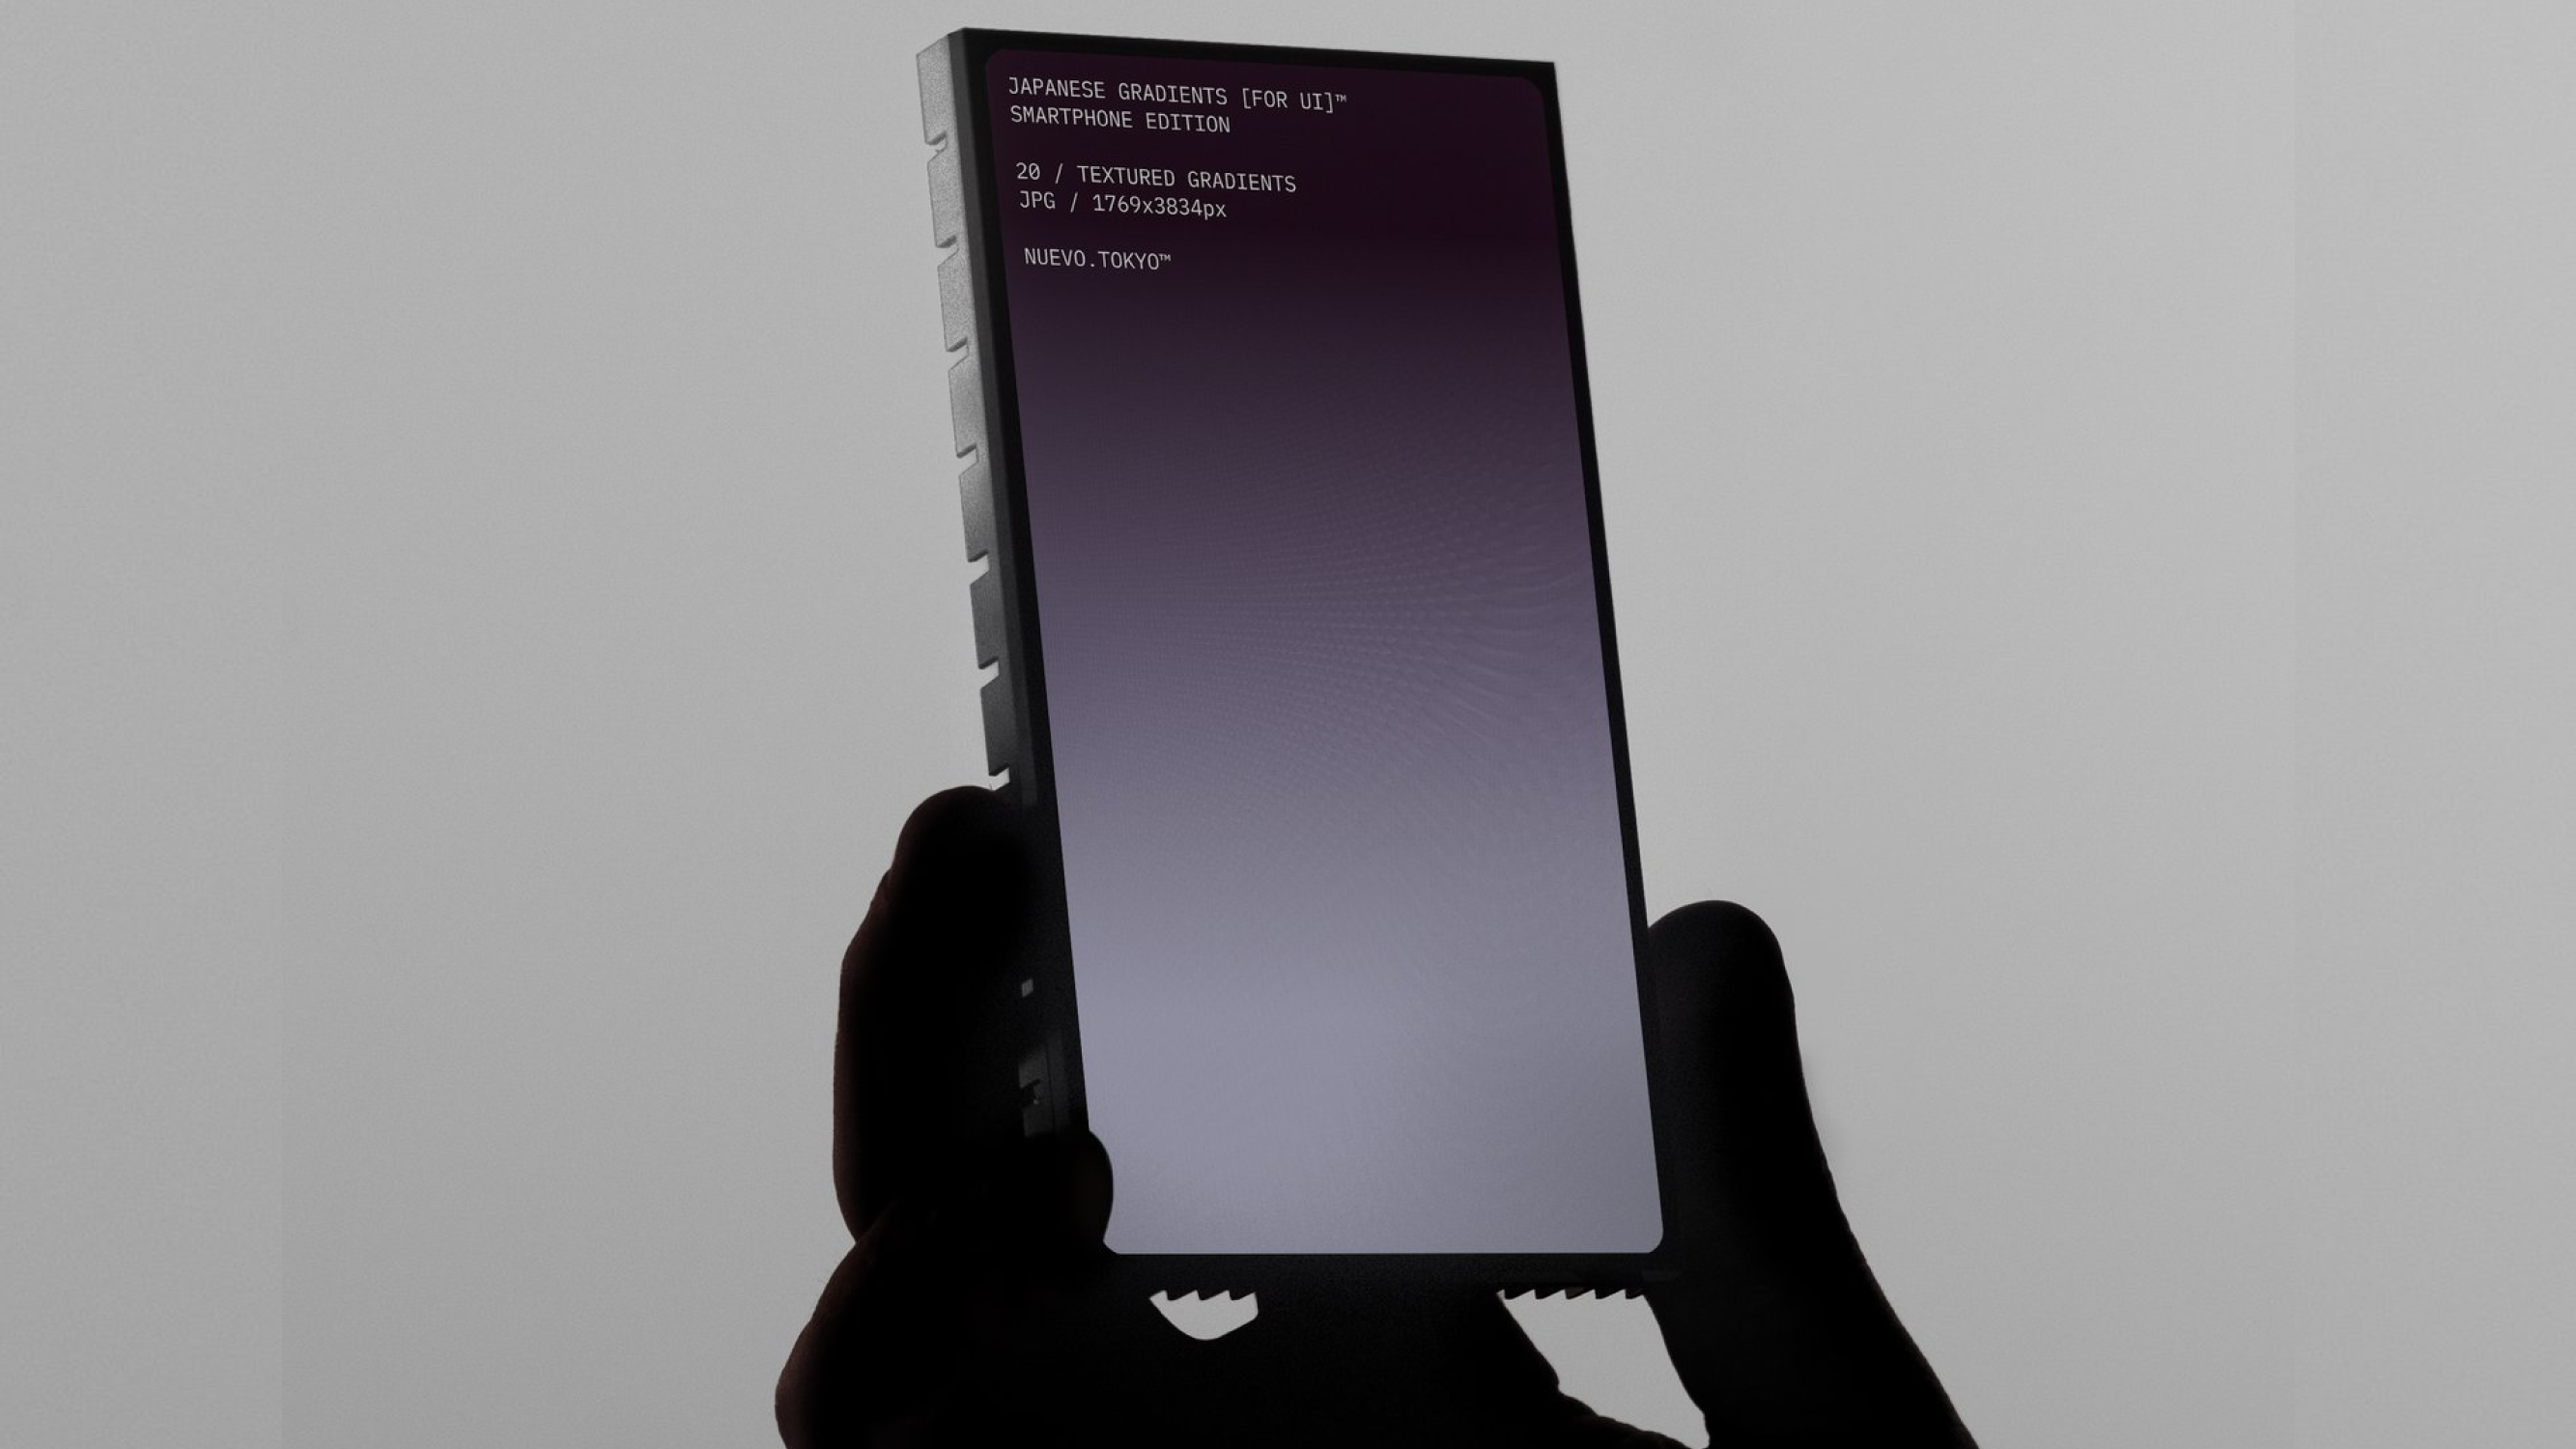 JAPANESE GRADIENTS [FOR UI]™
SMARTPHONE EDITION
20 / TEXTURED GRADIENTS
JPG / 1769x3834px
NUEVO.TOKYO™